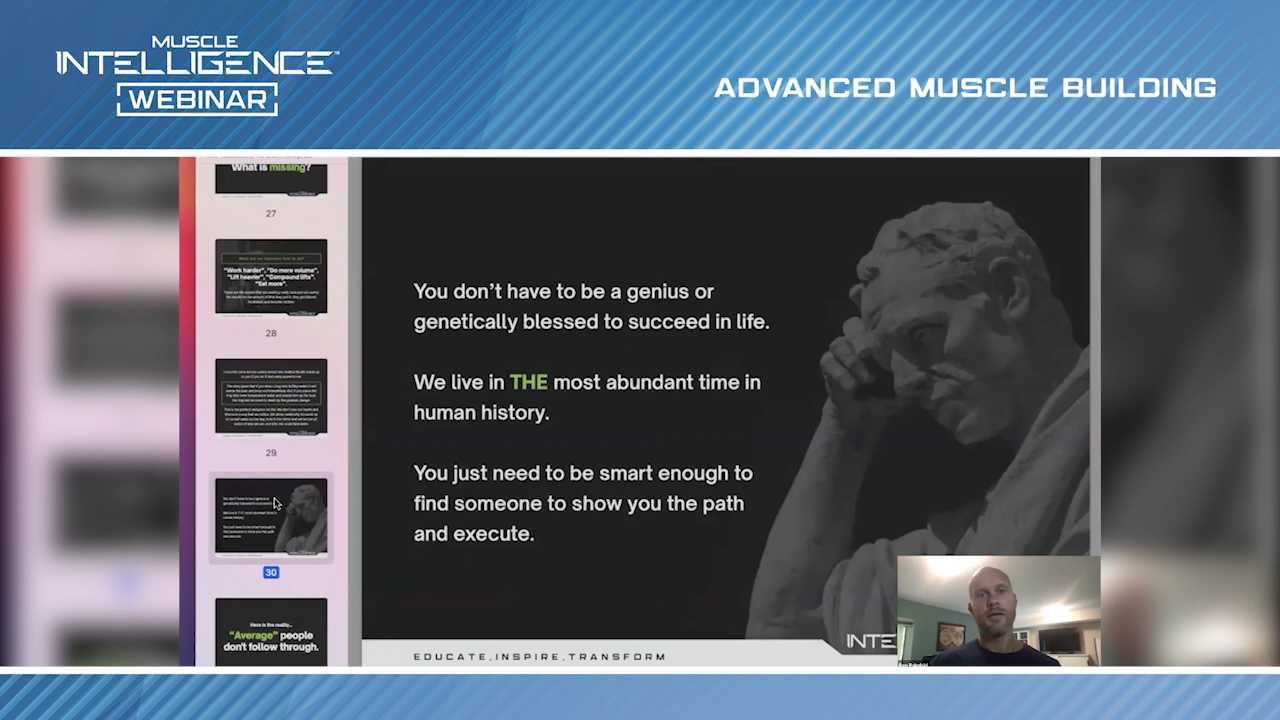 MUSCLE
INTELLIGENCE™
WEBINAR
ADVANCED MUSCLE BUILDING
What is missing?
27
"Work harder", "Do more volume",
"Lift heavier", "Compound lifts".
"Eat more".
28
29
30
Here is the reality...
"Average" people
don't follow through.
You don't have to be a genius or
genetically blessed to succeed in life.
We live in THE most abundant time in
human history.
You just need to be smart enough to
find someone to show you the path
and execute.
EDUCATE.INSPIRE.TRANSFORM
INTE